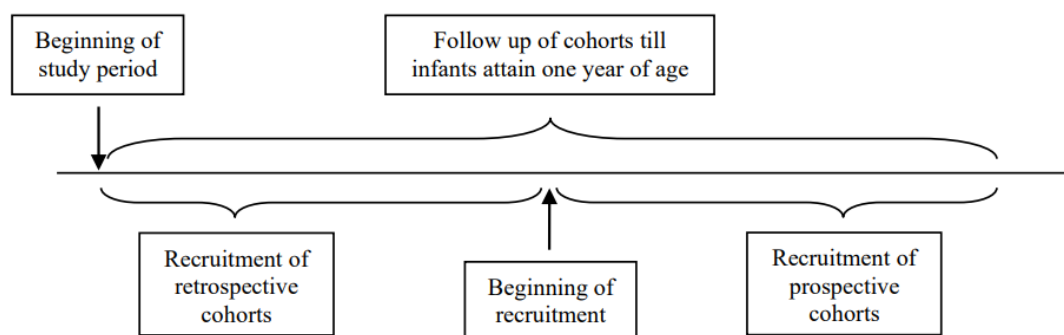 Beginning of
study period
Follow up of cohorts till
infants attain one year of age
Recruitment of
retrospective
cohorts
Beginning of
recruitment
Recruitment of
prospective
cohorts